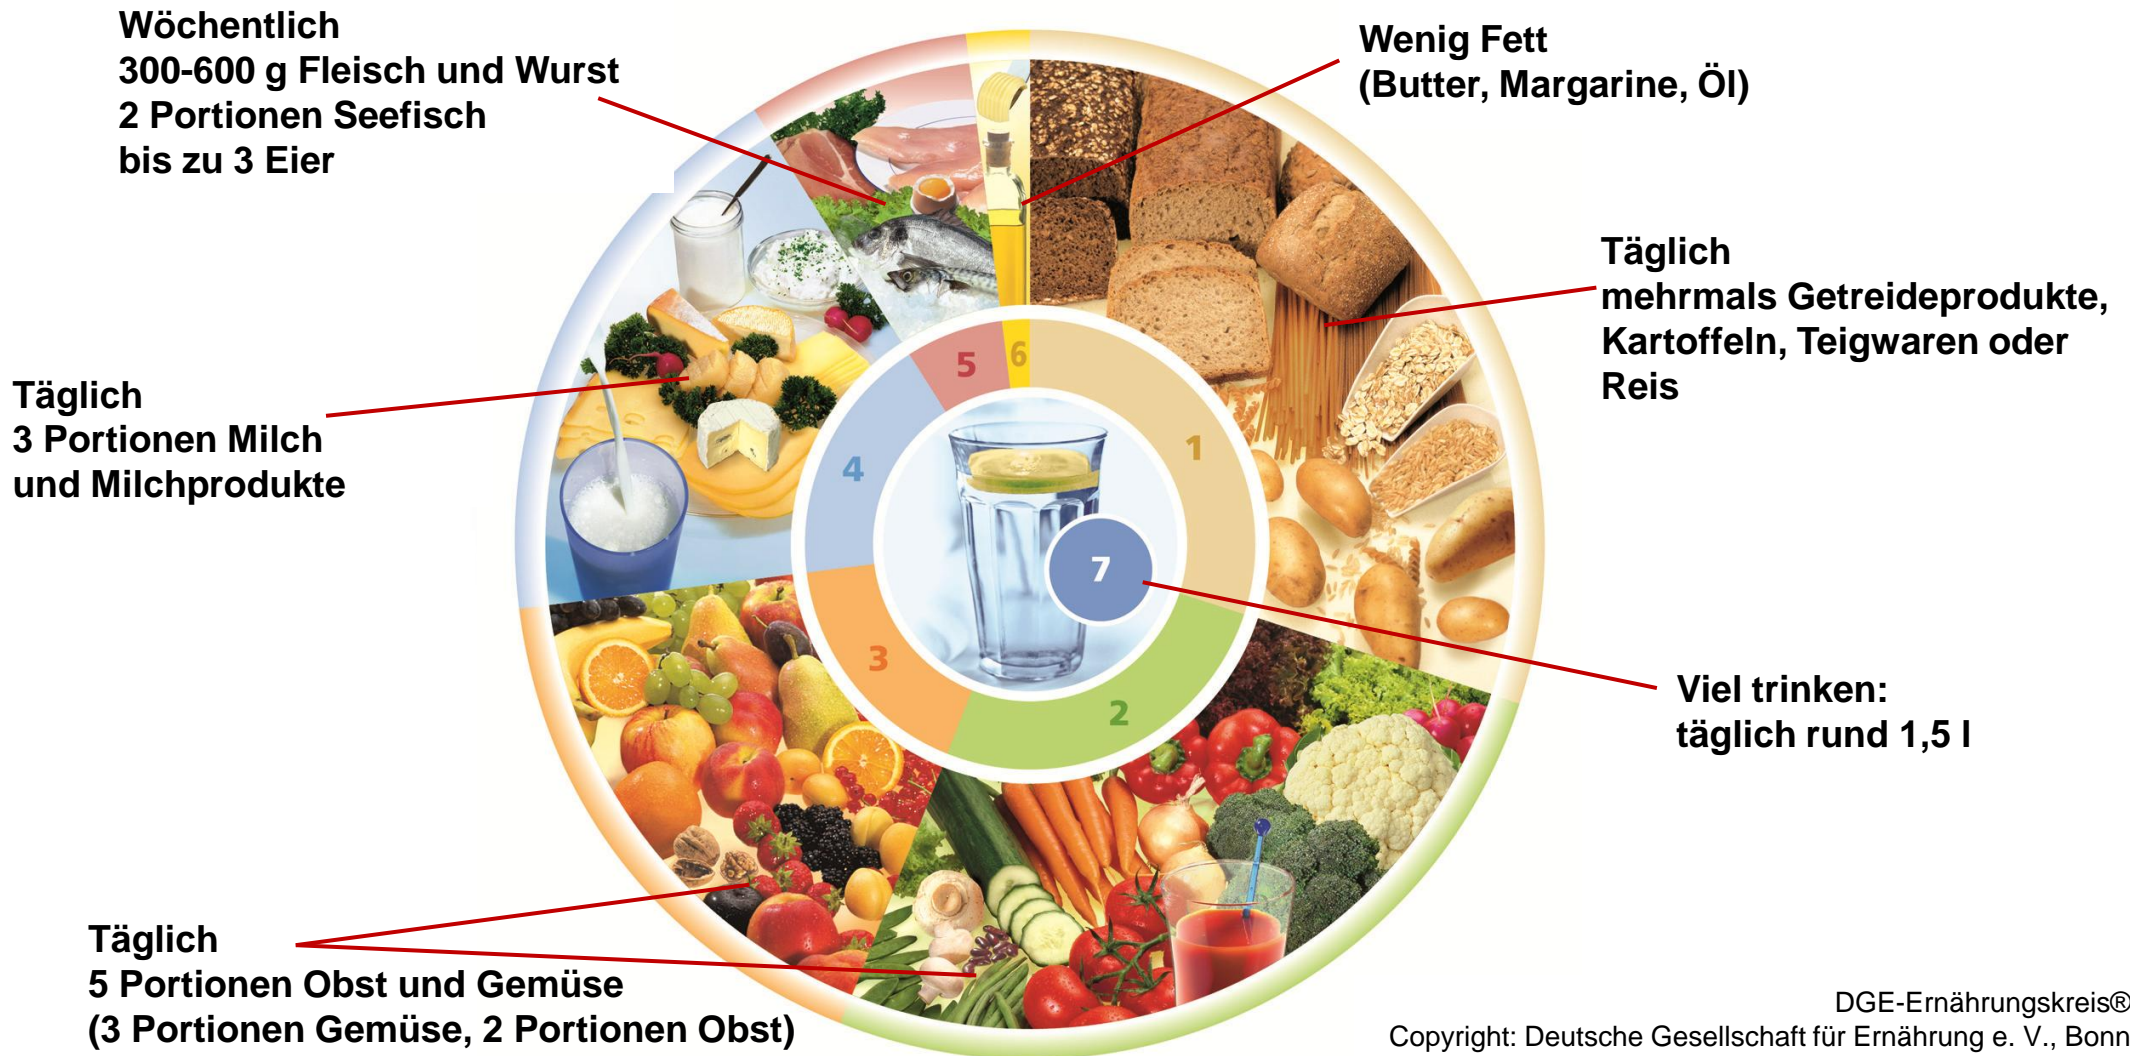 Wöchentlich
300-600 g Fleisch und Wurst
2 Portionen Seefisch
bis zu 3 Eier
Wenig Fett
(Butter, Margarine, Öl)
Täglich
mehrmals Getreideprodukte,
Kartoffeln, Teigwaren oder
Reis
Täglich
3 Portionen Milch
und Milchprodukte
5
6
1
4
7
3
2
Viel trinken:
täglich rund 1,5 l
Täglich
5 Portionen Obst und Gemüse
(3 Portionen Gemüse, 2 Portionen Obst)
DGE-Ernährungskreis®
Copyright: Deutsche Gesellschaft für Ernährung e. V., Bonn